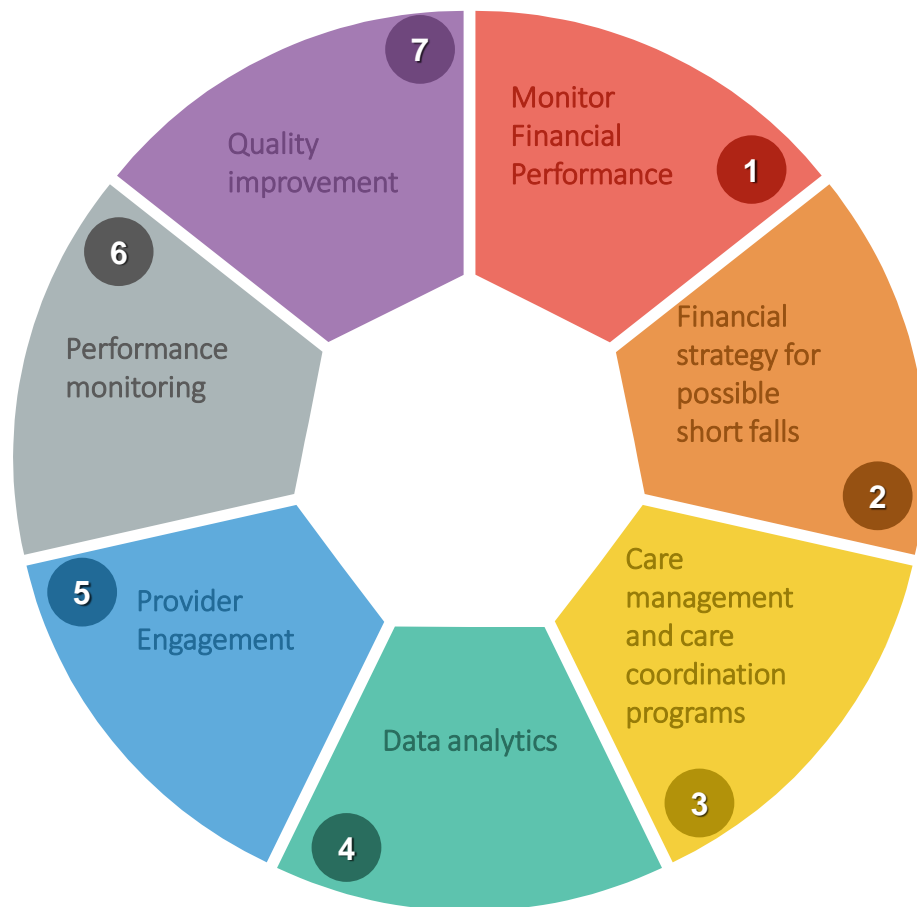 Monitor
Financial
Performance
1
Financial
strategy for
possible
short falls
2
Care
management
and care
coordination
programs
3
Data analytics
4
Provider
Engagement
5
Performance
monitoring
6
Quality
improvement
7